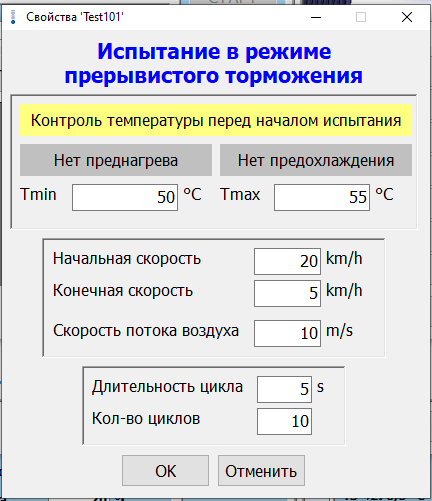 Свойства 'Test101'
Испытание в режиме
прерывистого торможения
Контроль температуры перед началом испытания
Нет преднагрева
Нет предохлаждения
Tmin 50 °C Tmax 55 °C
Начальная скорость 20 km/h
Конечная скорость 5 km/h
Скорость потока воздуха 10 m/s
Длительность цикла 5 s
Кол-во циклов 10
OK Отменить